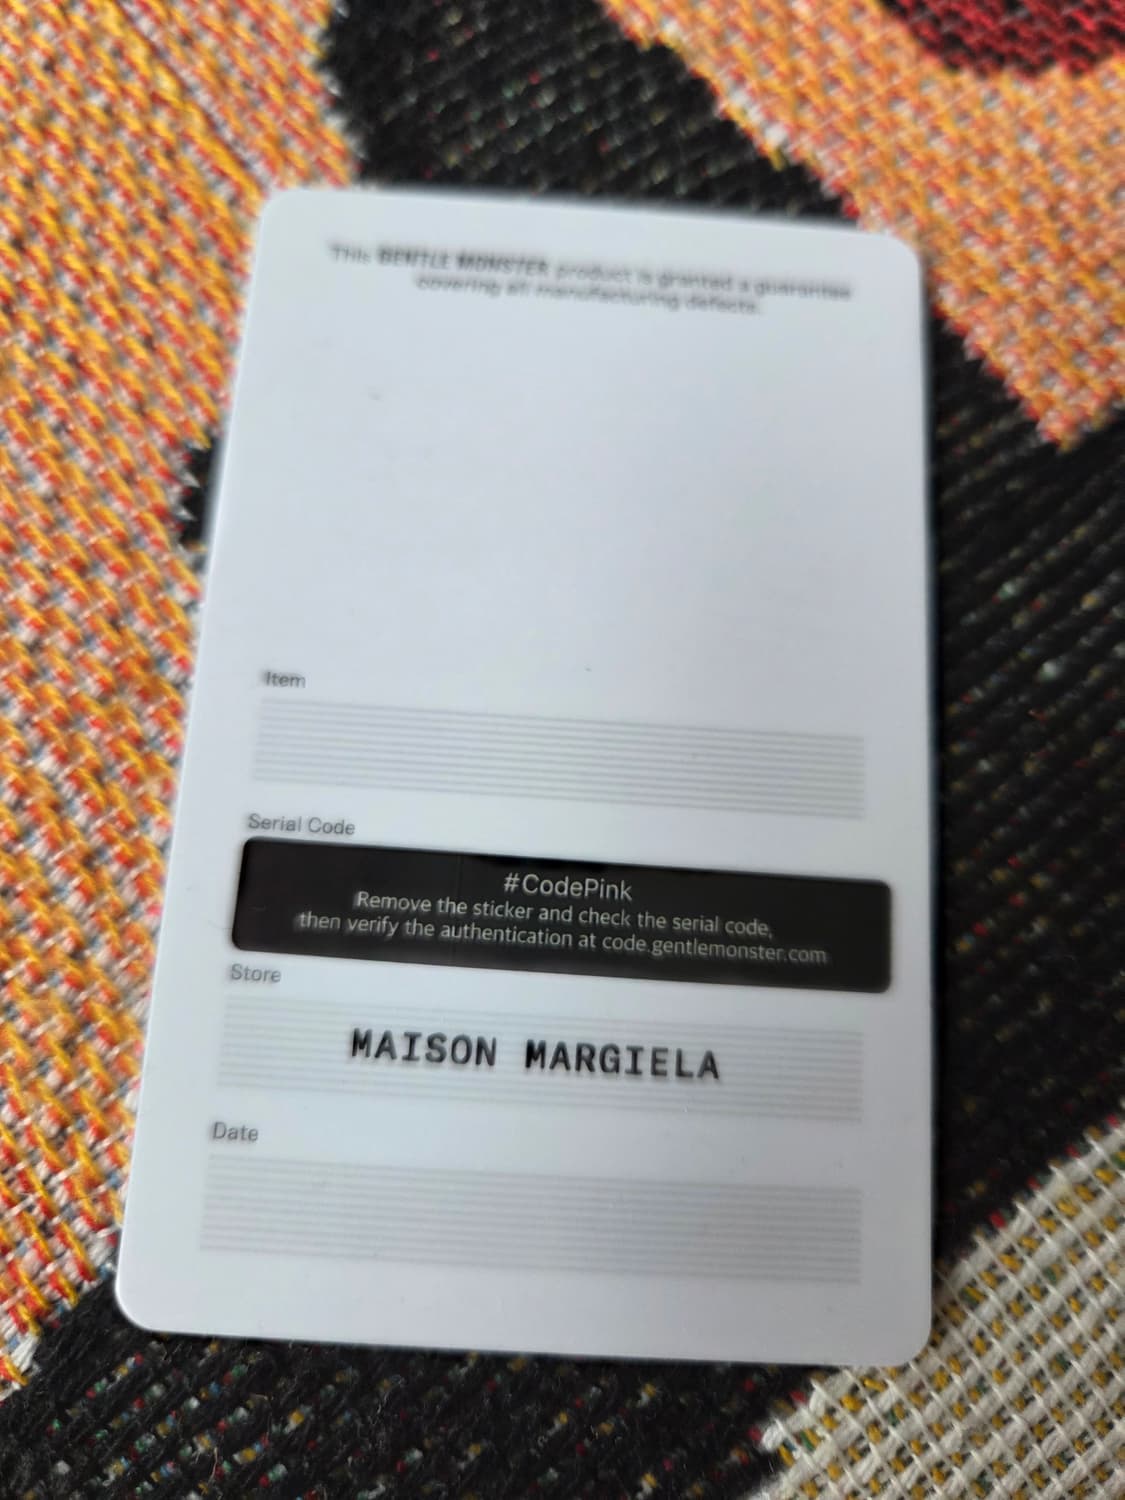 This GENTLE MONSTER product is granted a guarantee
covering all manufacturing defects.
Item
Serial Code
#CodePink
Remove the sticker and check the serial code,
then verify the authentication at code.gentlemonster.com
Store
MAISON MARGIELA
Date